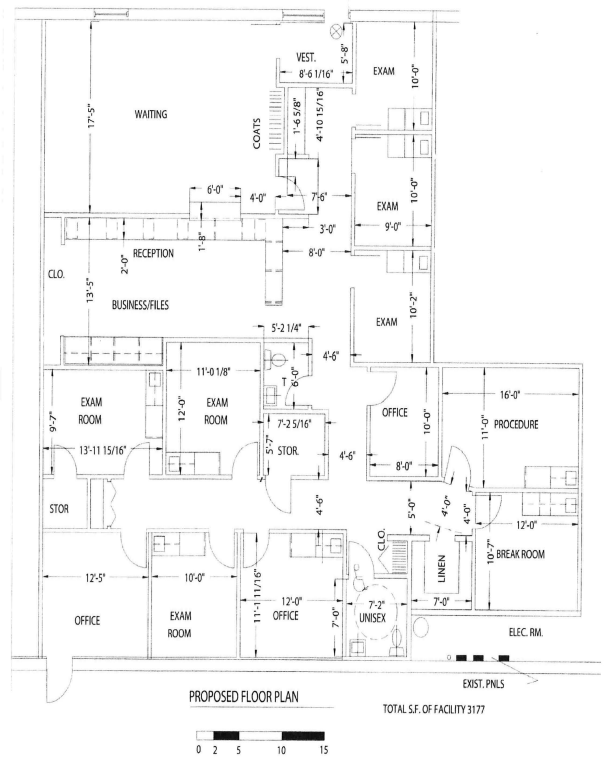 VEST.
8'-6 1/16"
5'-8"
EXAM
10'-0"
17'-5"
WAITING
COATS
1'-6 5/8"
4'-10 15/16"
6'-0"
4'-0"
7'-6"
EXAM
10'-0"
9'-0"
1'-8"
3'-0"
2'-0"
RECEPTION
8'-0"
CLO.
13'-5"
BUSINESS/FILES
EXAM
10'-2"
5'-2 1/4"
4'-6"
11'-0 1/8"
T
6'-0"
EXAM
ROOM
9'-7"
13'-11 15/16"
12'-0"
EXAM
ROOM
7'-2 5/16"
5'-7"
STOR.
4'-6"
OFFICE
10'-0"
8'-0"
16'-0"
11'-0"
PROCEDURE
STOR
4'-6"
5'-0"
4'-0"
4'-0"
12'-0"
10'-7"
BREAK ROOM
CLO.
LINEN
7'-0"
12'-5"
OFFICE
10'-0"
EXAM
ROOM
11'-1 11/16"
12'-0"
OFFICE
7'-0"
7'-2"
UNISEX
ELEC. RM.
EXIST. PNLS
PROPOSED FLOOR PLAN
TOTAL S.F. OF FACILITY 3177
0 2 5 10 15